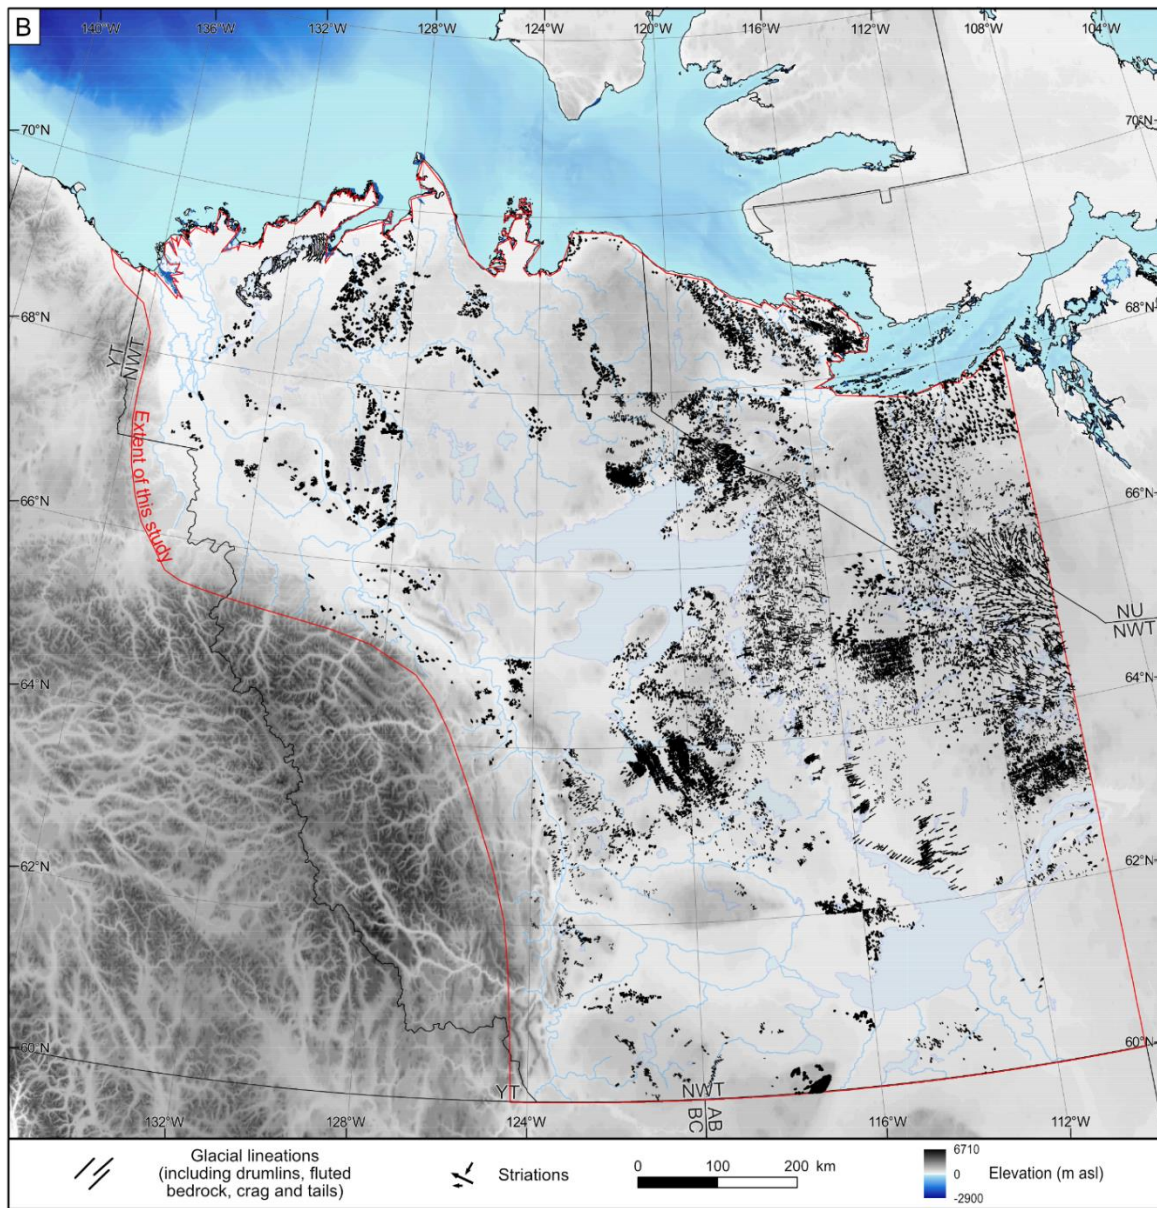 B
140°W 136°W 132°W 128°W 124°W 120°W 116°W 112°W 108°W 104°W
70°N
70°N
68°N
68°N
YT
NWT
Extent of this study
66°N
66°N
NU
NWT
64°N
64°N
62°N
62°N
60°N
60°N
YT
NWT
BC
AB
132°W 128°W 124°W 116°W 112°W
Glacial lineations
(including drumlins, fluted
bedrock, crag and tails)
Striations
0 100 200 km
6710
0
-2900
Elevation (m asl)